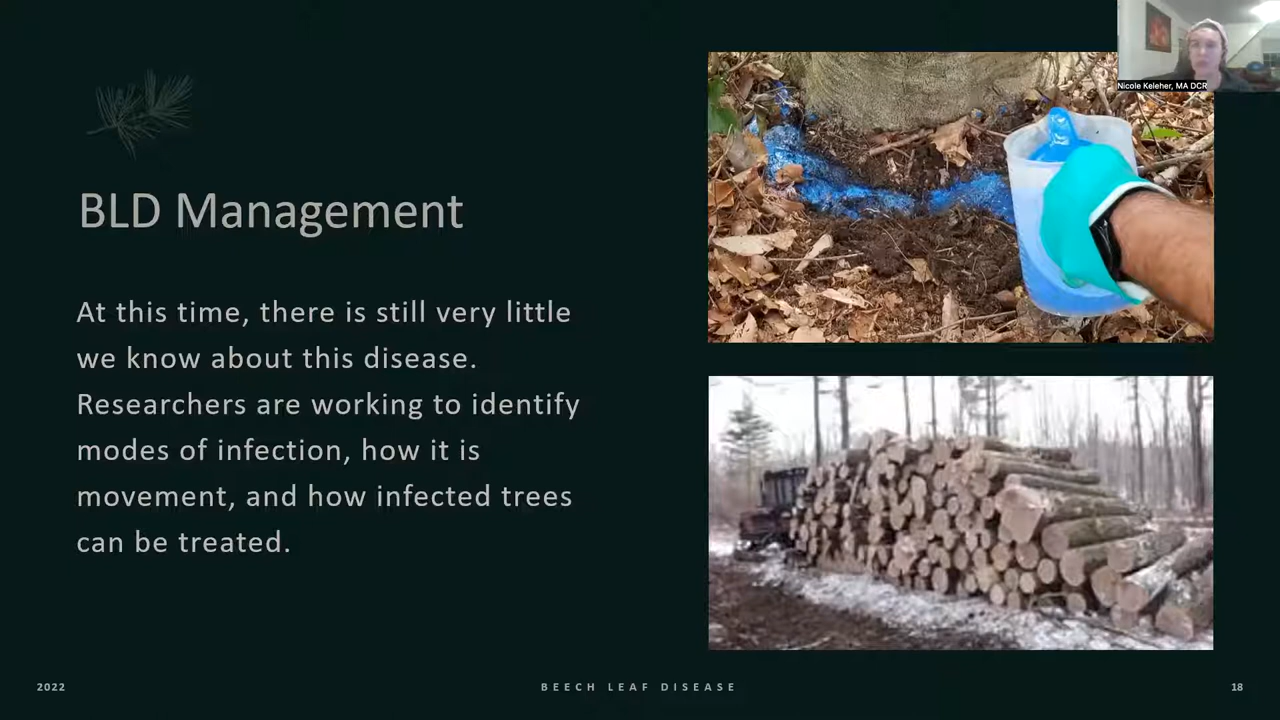 Nicole Keleher, MA DCR
BLD Management
At this time, there is still very little
we know about this disease.
Researchers are working to identify
modes of infection, how it is
movement, and how infected trees
can be treated.
2022
BEECH LEAF DISEASE
18